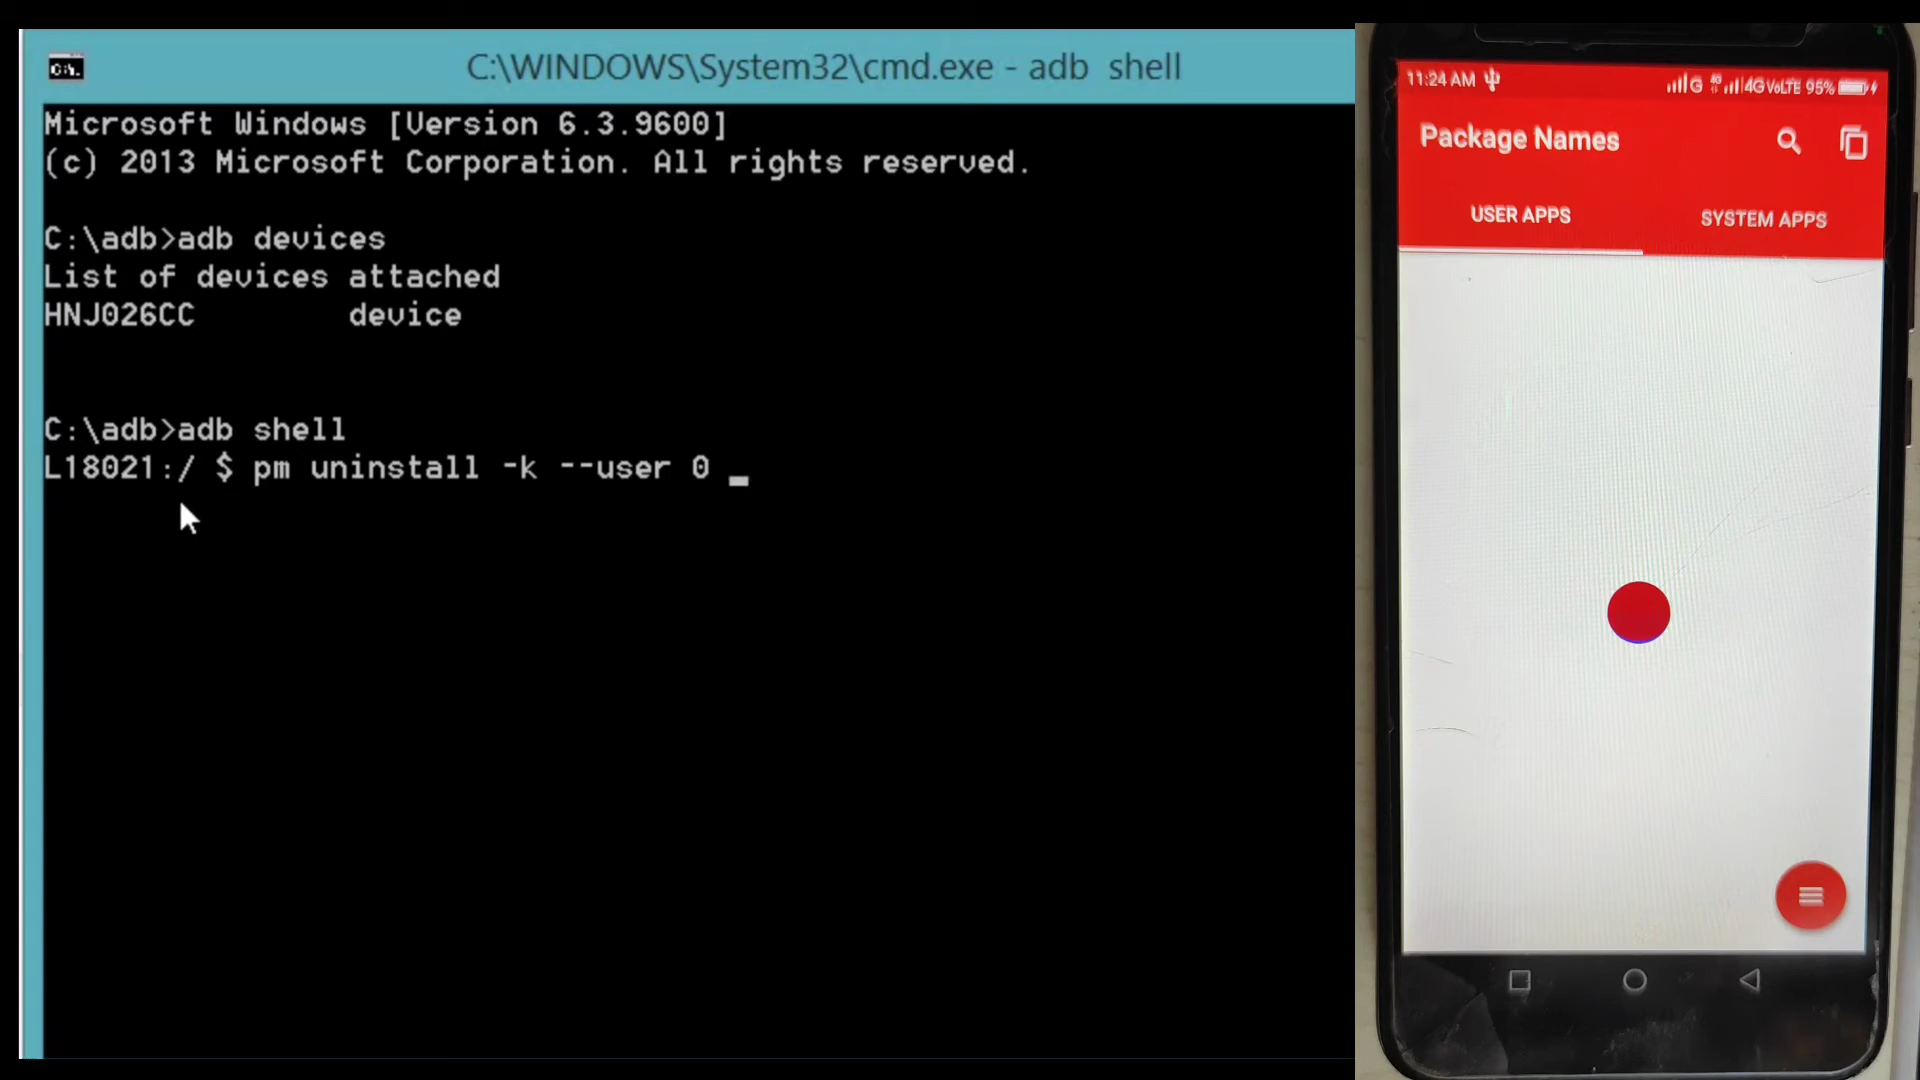 C:\WINDOWS\System32\cmd.exe - adb  shell
Microsoft Windows [Version 6.3.9600]
(c) 2013 Microsoft Corporation. All rights reserved.
C:\adb>adb devices
List of devices attached
HNJ026CC        device
C:\adb>adb shell
L18021:/ $ pm uninstall -k --user 0 _
11:24 AM G 4G 4G VoLTE 95%
Package Names
USER APPS SYSTEM APPS